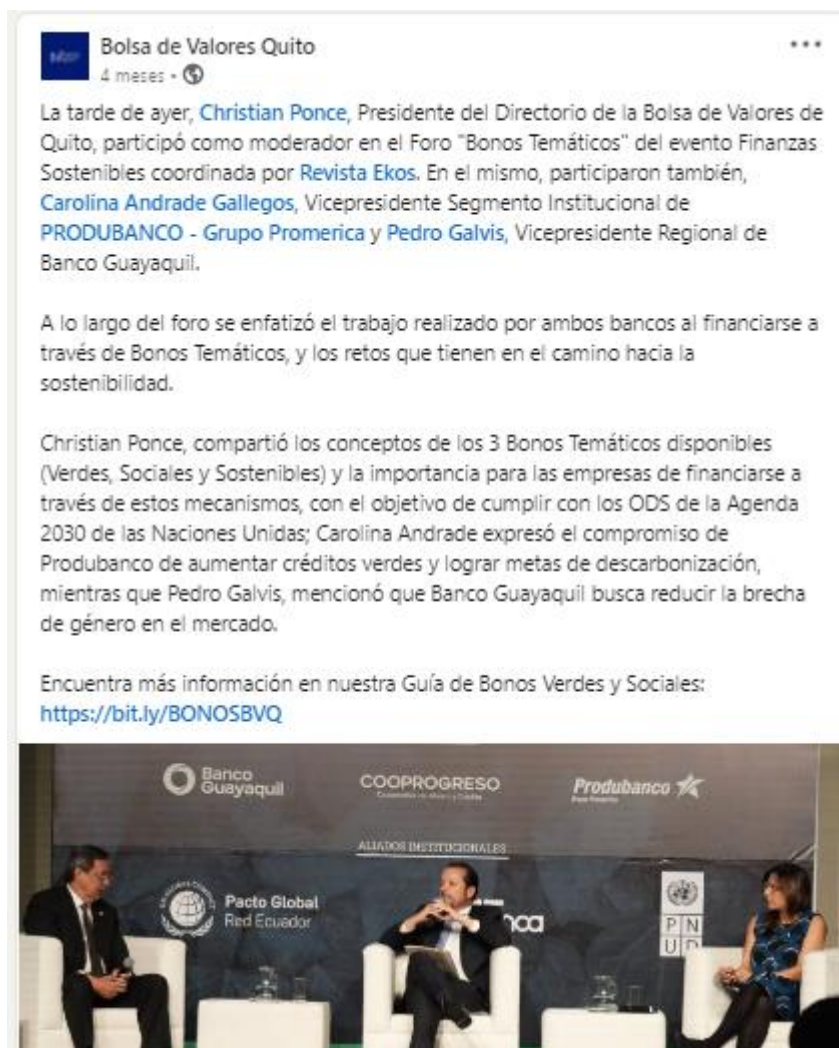 Bolsa de Valores Quito
4 meses •
La tarde de ayer, Christian Ponce, Presidente del Directorio de la Bolsa de Valores de
Quito, participó como moderador en el Foro "Bonos Temáticos" del evento Finanzas
Sostenibles coordinada por Revista Ekos. En el mismo, participaron también,
Carolina Andrade Gallegos, Vicepresidente Segmento Institucional de
PRODUBANCO - Grupo Promerica y Pedro Galvis, Vicepresidente Regional de
Banco Guayaquil.
A lo largo del foro se enfatizó el trabajo realizado por ambos bancos al financiarse a
través de Bonos Temáticos, y los retos que tienen en el camino hacia la
sostenibilidad.
Christian Ponce, compartió los conceptos de los 3 Bonos Temáticos disponibles
(Verdes, Sociales y Sostenibles) y la importancia para las empresas de financiarse a
través de estos mecanismos, con el objetivo de cumplir con los ODS de la Agenda
2030 de las Naciones Unidas; Carolina Andrade expresó el compromiso de
Produbanco de aumentar créditos verdes y lograr metas de descarbonización,
mientras que Pedro Galvis, mencionó que Banco Guayaquil busca reducir la brecha
de género en el mercado.
Encuentra más información en nuestra Guía de Bonos Verdes y Sociales:
https://bit.ly/BONOSBVQ
Banco
Guayaquil
COOPROGRESO
Produbanco
ALIADOS INSTITUCIONALES
Pacto Global
Red Ecuador
P N
U D